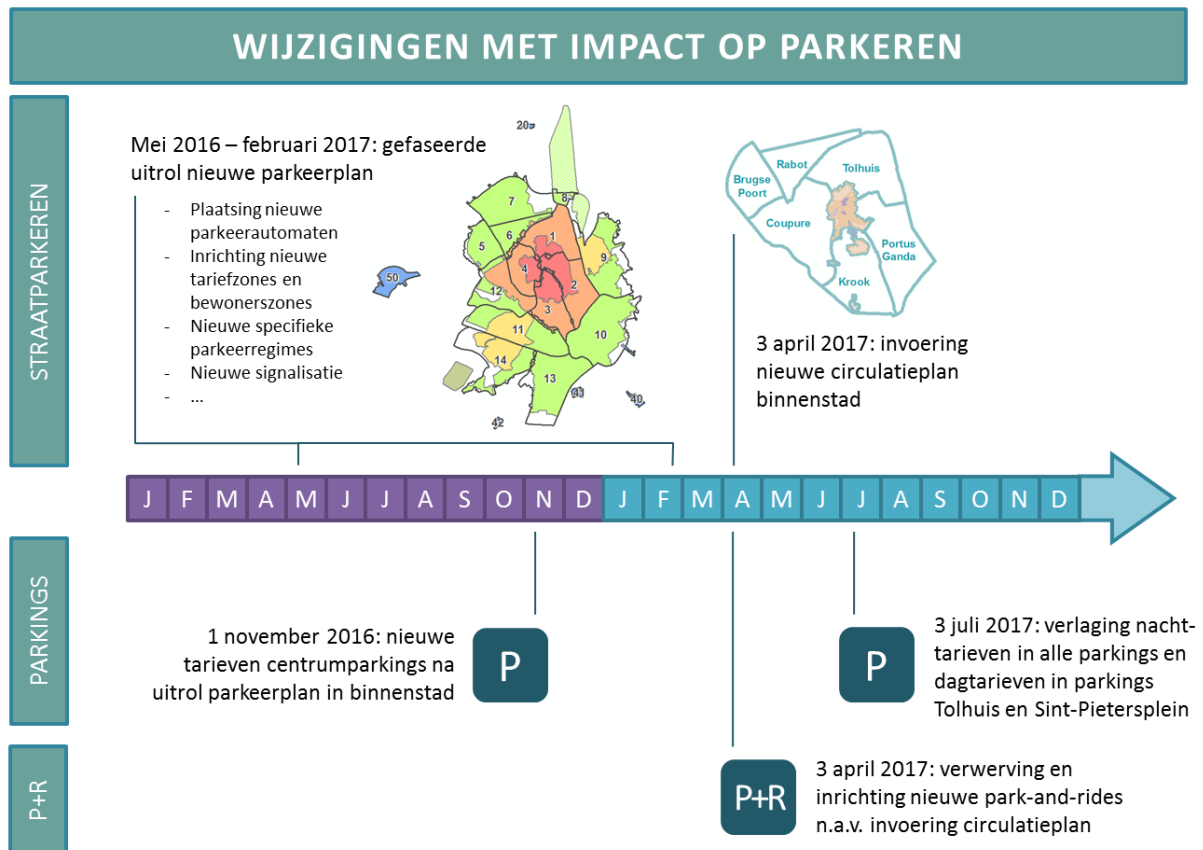 WIJZIGINGEN MET IMPACT OP PARKEREN
STRAATPARKEREN
Mei 2016 – februari 2017: gefaseerde
uitrol nieuwe parkeerplan
- Plaatsing nieuwe
parkeerautomaten
- Inrichting nieuwe
tariefzones en
bewonerszones
- Nieuwe specifieke
parkeerregimes
- Nieuwe signalisatie
- ...
20
8
7
6
5
1
9
4
2
50
12
3
11
10
14
13
41
40
42
Rabot
Tolhuis
Brugse
Poort
Coupure
Portus
Ganda
Krook
3 april 2017: invoering
nieuwe circulatieplan
binnenstad
J F M A M J J A S O N D J F M A M J J A S O N D
PARKINGS
1 november 2016: nieuwe
tarieven centrumparkings na
uitrol parkeerplan in binnenstad
P
P
3 juli 2017: verlaging nacht-
tarieven in alle parkings en
dagtarieven in parkings
Tolhuis en Sint-Pietersplein
P+R
P+R
3 april 2017: verwerving en
inrichting nieuwe park-and-rides
n.a.v. invoering circulatieplan